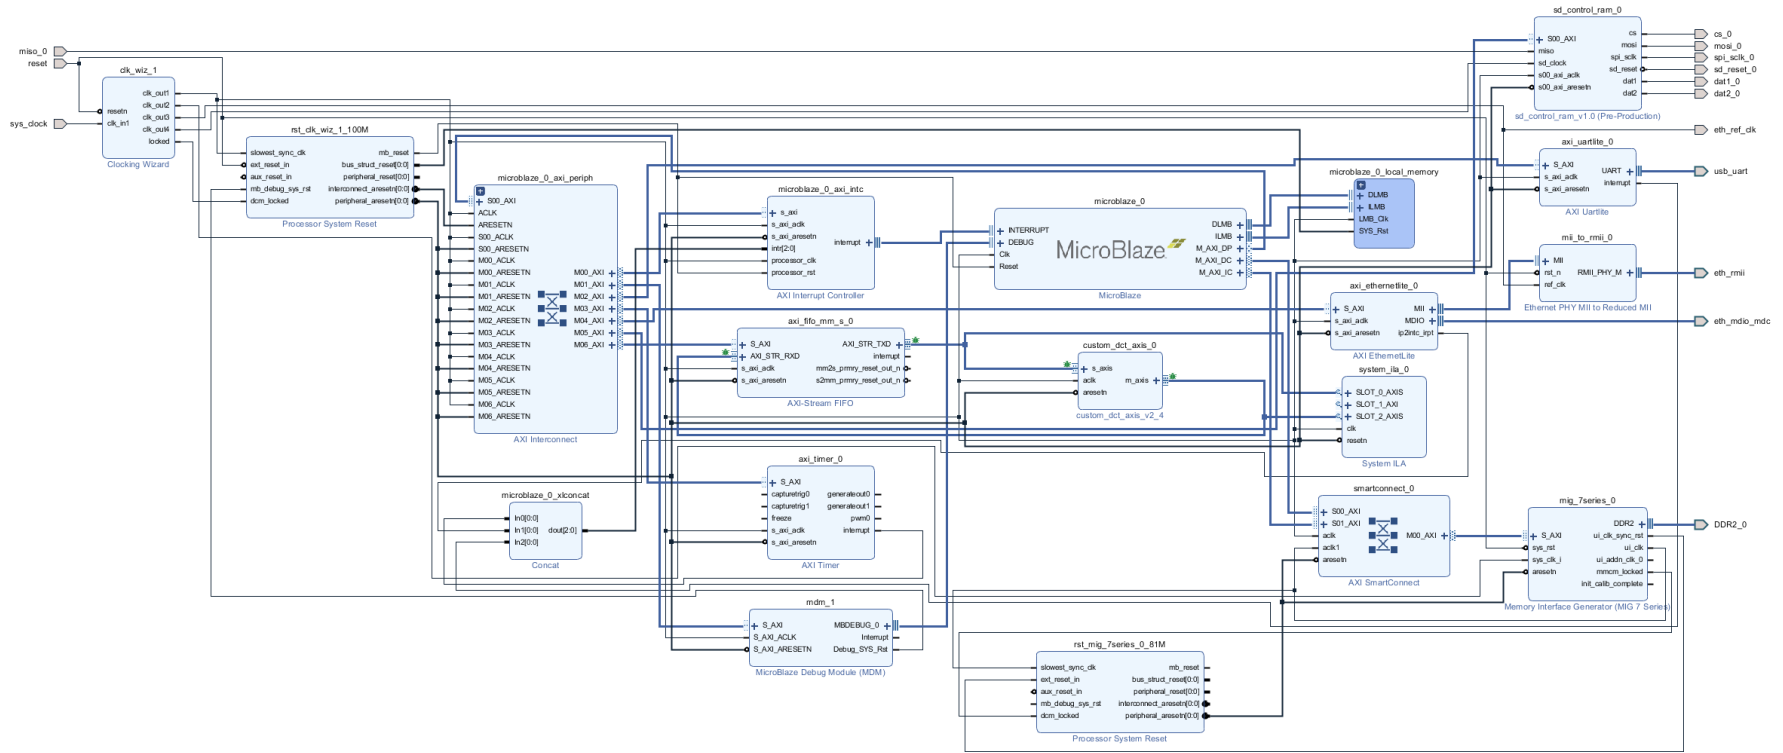 miso_0
reset
sys_clock
clk_wiz_1
resetn
clk_in1
clk_out1
clk_out2
clk_out3
clk_out4
locked
Clocking Wizard
rst_clk_wiz_1_100M
slowest_sync_clk
ext_reset_in
aux_reset_in
mb_debug_sys_rst
dcm_locked
mb_reset
bus_struct_reset[0:0]
peripheral_reset[0:0]
interconnect_aresetn[0:0]
peripheral_aresetn[0:0]
Processor System Reset
microblaze_0_axi_periph
S00_AXI
ACLK
ARESETN
S00_ACLK
S00_ARESETN
M00_ACLK
M00_ARESETN
M01_ACLK
M01_ARESETN
M02_ACLK
M02_ARESETN
M03_ACLK
M03_ARESETN
M04_ACLK
M04_ARESETN
M05_ACLK
M05_ARESETN
M06_ACLK
M06_ARESETN
M00_AXI
M01_AXI
M02_AXI
M03_AXI
M04_AXI
M05_AXI
M06_AXI
AXI Interconnect
microblaze_0_xlconcat
In0[0:0]
In1[0:0]
In2[0:0]
dout[2:0]
Concat
microblaze_0_axi_intc
s_axi
s_axi_aclk
s_axi_aresetn
intr[2:0]
processor_clk
processor_rst
interrupt
AXI Interrupt Controller
axi_fifo_mm_s_0
S_AXI
AXI_STR_RXD
s_axi_aclk
s_axi_aresetn
AXI_STR_TXD
interrupt
mm2s_prmry_reset_out_n
s2mm_prmry_reset_out_n
AXI-Stream FIFO
axi_timer_0
S_AXI
capturetrig0
capturetrig1
freeze
s_axi_aclk
s_axi_aresetn
generateout0
generateout1
pwm0
interrupt
AXI Timer
mdm_1
S_AXI
S_AXI_ACLK
S_AXI_ARESETN
MBDEBUG_0
Interrupt
Debug_SYS_Rst
MicroBlaze Debug Module (MDM)
microblaze_0
INTERRUPT
DEBUG
Clk
Reset
MicroBlaze
DLMB
ILMB
M_AXI_DP
M_AXI_DC
M_AXI_IC
MicroBlaze
custom_dct_axis_0
s_axis
aclk
aresetn
m_axis
custom_dct_axis_v2_4
rst_mig_7series_0_81M
slowest_sync_clk
ext_reset_in
aux_reset_in
mb_debug_sys_rst
dcm_locked
mb_reset
bus_struct_reset[0:0]
peripheral_reset[0:0]
interconnect_aresetn[0:0]
peripheral_aresetn[0:0]
Processor System Reset
microblaze_0_local_memory
DLMB
ILMB
LMB_Clk
SYS_Rst
axi_ethernetlite_0
S_AXI
s_axi_aclk
s_axi_aresetn
MII
MDIO
ip2intc_irpt
AXI EthernetLite
system_ila_0
SLOT_0_AXIS
SLOT_1_AXI
SLOT_2_AXIS
clk
resetn
System ILA
smartconnect_0
S00_AXI
S01_AXI
aclk
aclk1
aresetn
M00_AXI
AXI SmartConnect
sd_control_ram_0
S00_AXI
miso
sd_clock
s00_axi_aclk
s00_axi_aresetn
cs
mosi
spi_sclk
sd_reset
dat1
dat2
sd_control_ram_v1.0 (Pre-Production)
axi_uartlite_0
S_AXI
s_axi_aclk
s_axi_aresetn
UART
interrupt
AXI Uartlite
mii_to_rmii_0
MII
rst_n
ref_clk
RMII_PHY_M
Ethernet PHY MII to Reduced MII
mig_7series_0
S_AXI
sys_rst
sys_clk_i
aresetn
DDR2
ui_clk_sync_rst
ui_clk
ui_addn_clk_0
mmcm_locked
init_calib_complete
Memory Interface Generator (MIG 7 Series)
cs_0
mosi_0
spi_sclk_0
sd_reset_0
dat1_0
dat2_0
eth_ref_clk
usb_uart
eth_rmii
eth_mdio_mdc
DDR2_0